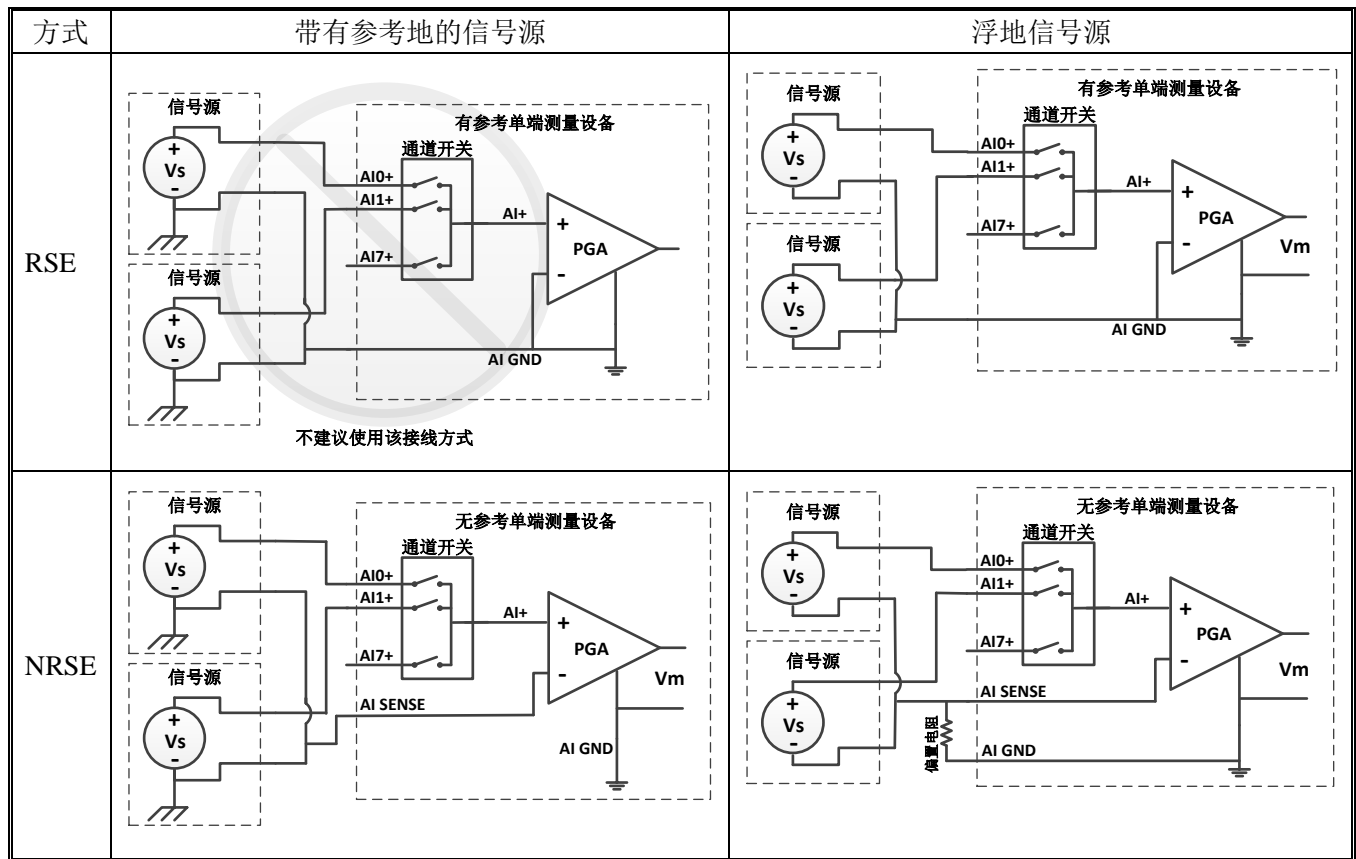 方式 带有参考地的信号源 浮地信号源
RSE
信号源
+
Vs
-
信号源
+
Vs
-
有参考单端测量设备
通道开关
AI0+
AI1+
AI7+
AI+
+
PGA
-
AI GND
不建议使用该接线方式
信号源
+
Vs
-
信号源
+
Vs
-
有参考单端测量设备
通道开关
AI0+
AI1+
AI7+
AI+
+
PGA
-
Vm
AI GND
NRSE
信号源
+
Vs
-
信号源
+
Vs
-
无参考单端测量设备
通道开关
AI0+
AI1+
AI7+
AI+
+
PGA
-
Vm
AI SENSE
AI GND
信号源
+
Vs
-
信号源
+
Vs
-
无参考单端测量设备
通道开关
AI0+
AI1+
AI7+
AI+
+
PGA
-
Vm
AI SENSE
偏置电阻
AI GND